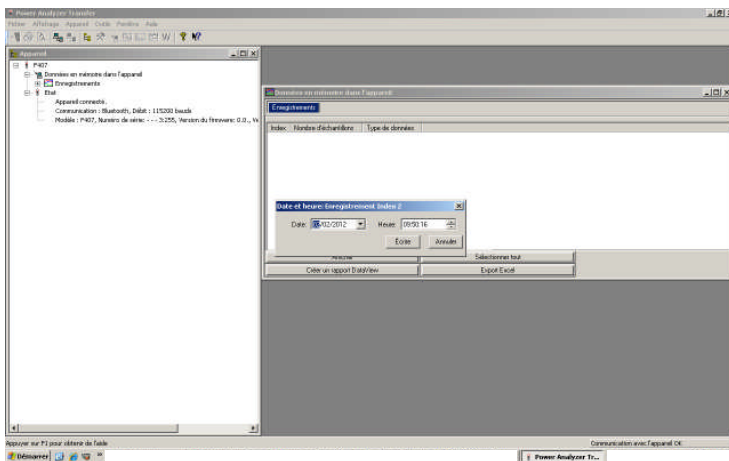 Power Analyzer Transfer
Fichier Affichage Appareil Outils Fenêtre Aide
Appareil
F407
Données en mémoire dans l'appareil
Enregistrements
Etat
Appareil connecté.
Communication : Bluetooth, Débit : 115200 bauds
Modèle : F407, Numéro de série: - - - 3:255, Version du firmware: 0.0., Ve
Données en mémoire dans l'appareil
Enregistrements
Index Nombre d'échantillons Type de données
Date et heure: Enregistrement Index 2
Date: /02/2012 Heure: 09:50:16
Écrire Annuler
Sélectionner tout
Créer un rapport DataView Export Excel
Appuyer sur F1 pour obtenir de l'aide Communication avec l'appareil OK
Démarrer Power Analyzer Tr...